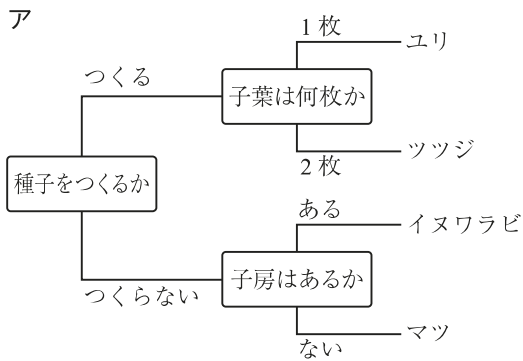 ア
1枚
ユリ
つくる
子葉は何枚か
2枚
ツツジ
種子をつくるか
ある
イヌワラビ
つくらない
子房はあるか
ない
マツ